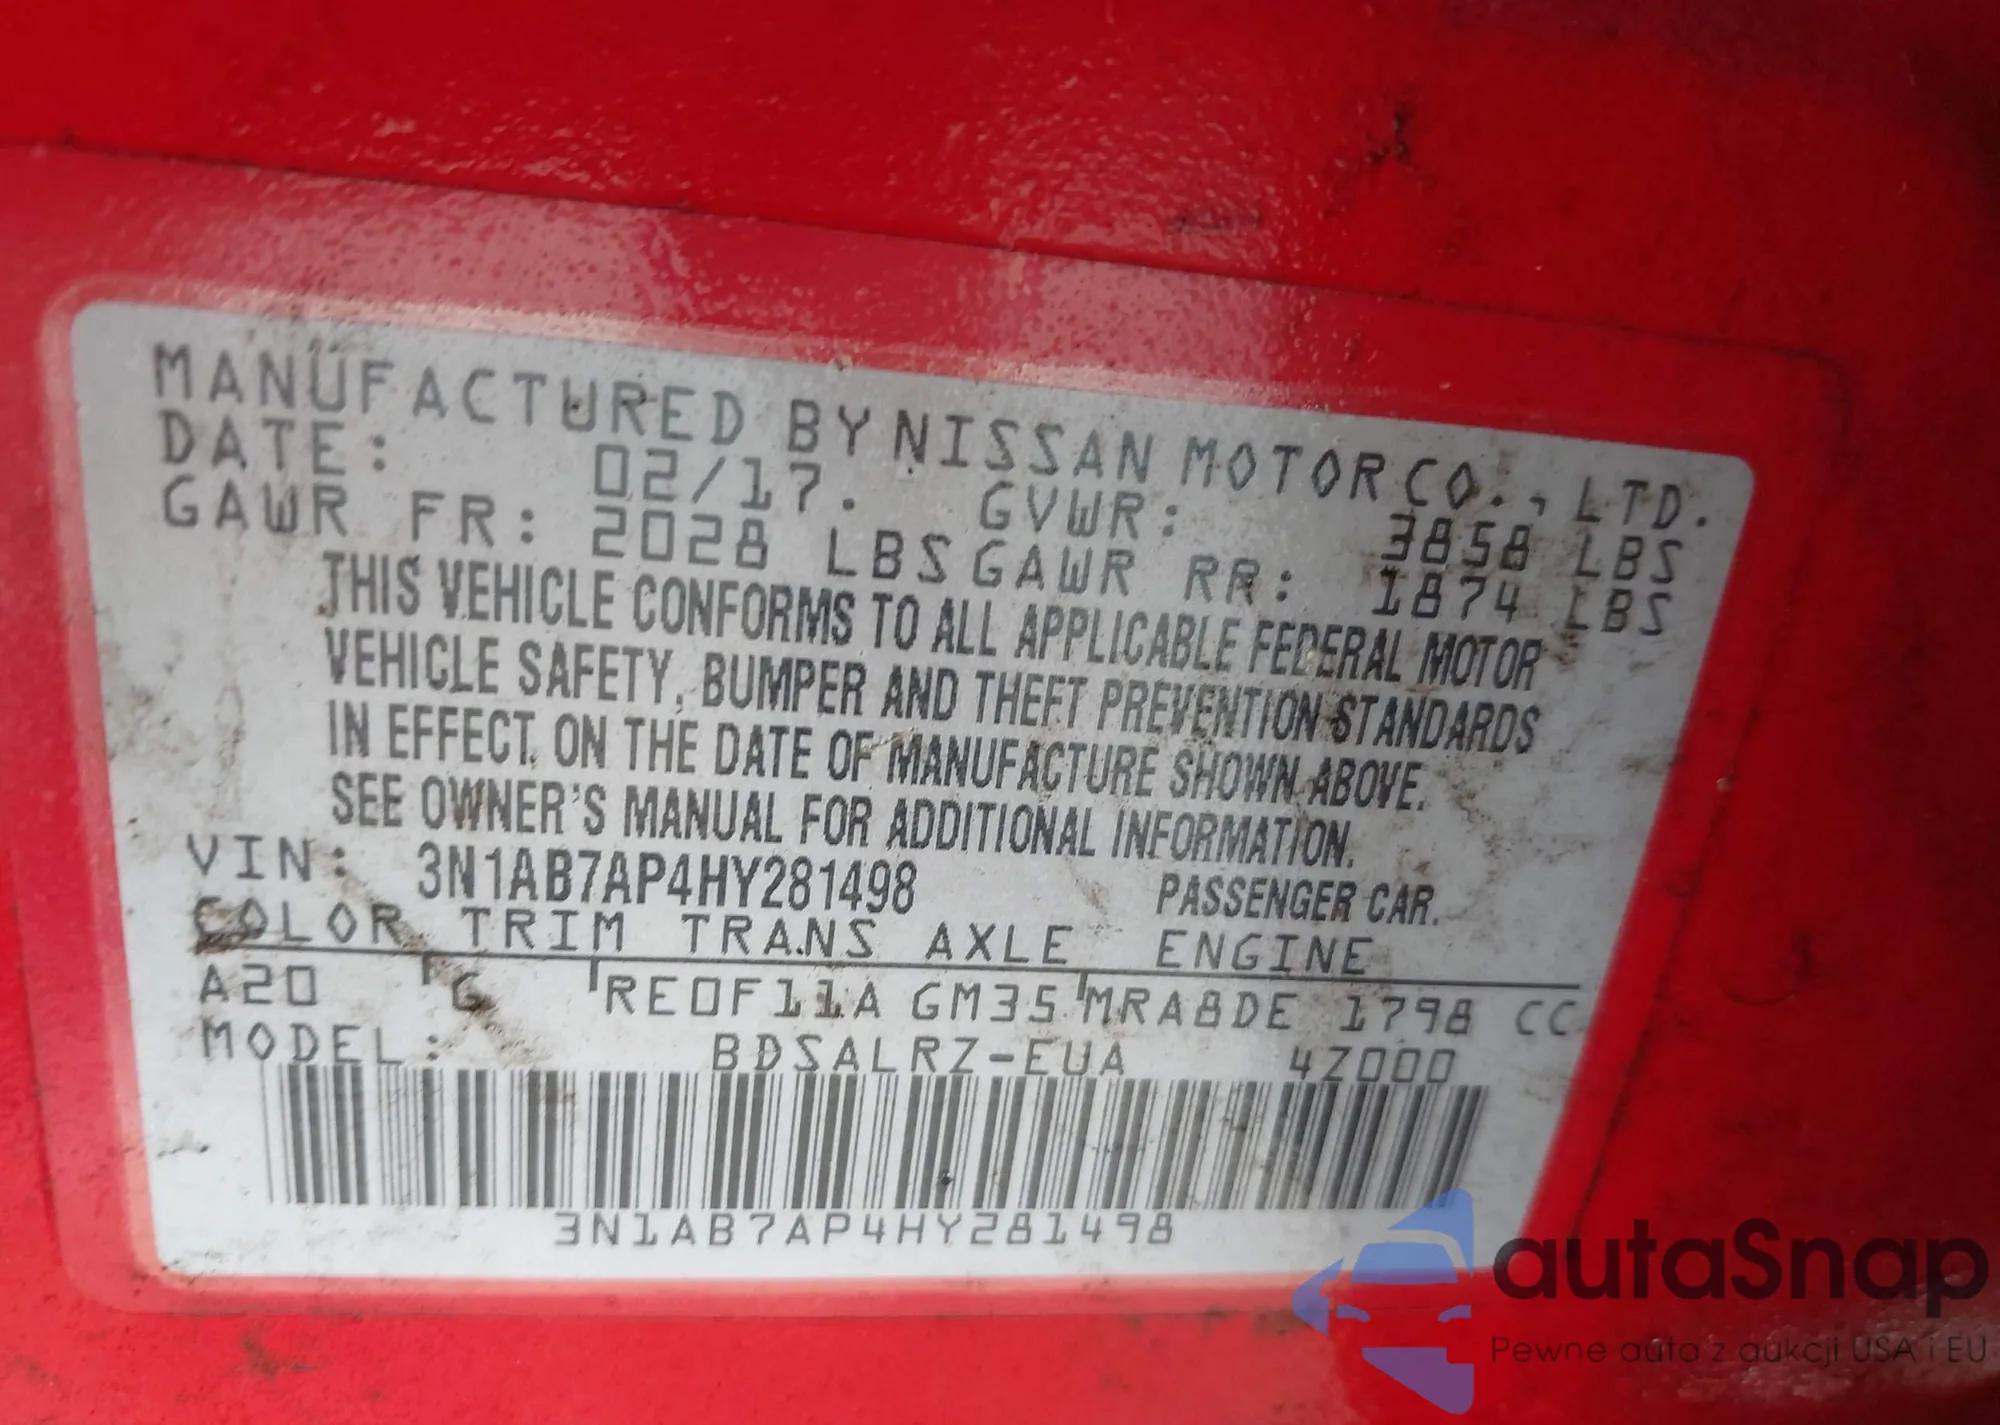 MANUFACTURED BY NISSAN MOTOR CO., LTD.
DATE: 02/17. GVWR: 3858 LBS
GAWR FR: 2028 LBS GAWR RR: 1874 LBS
THIS VEHICLE CONFORMS TO ALL APPLICABLE FEDERAL MOTOR
VEHICLE SAFETY, BUMPER AND THEFT PREVENTION STANDARDS
IN EFFECT ON THE DATE OF MANUFACTURE SHOWN ABOVE.
SEE OWNER'S MANUAL FOR ADDITIONAL INFORMATION.
VIN: 3N1AB7AP4HY281498 PASSENGER CAR.
COLOR TRIM TRANS AXLE ENGINE
A20 G RE0F11A GM35 MRA8DE 1798 CC
MODEL: BDSALRZ-EUA 4Z000
3N1AB7AP4HY281498
autaSnap
Pewne auta z aukcji USA i EU